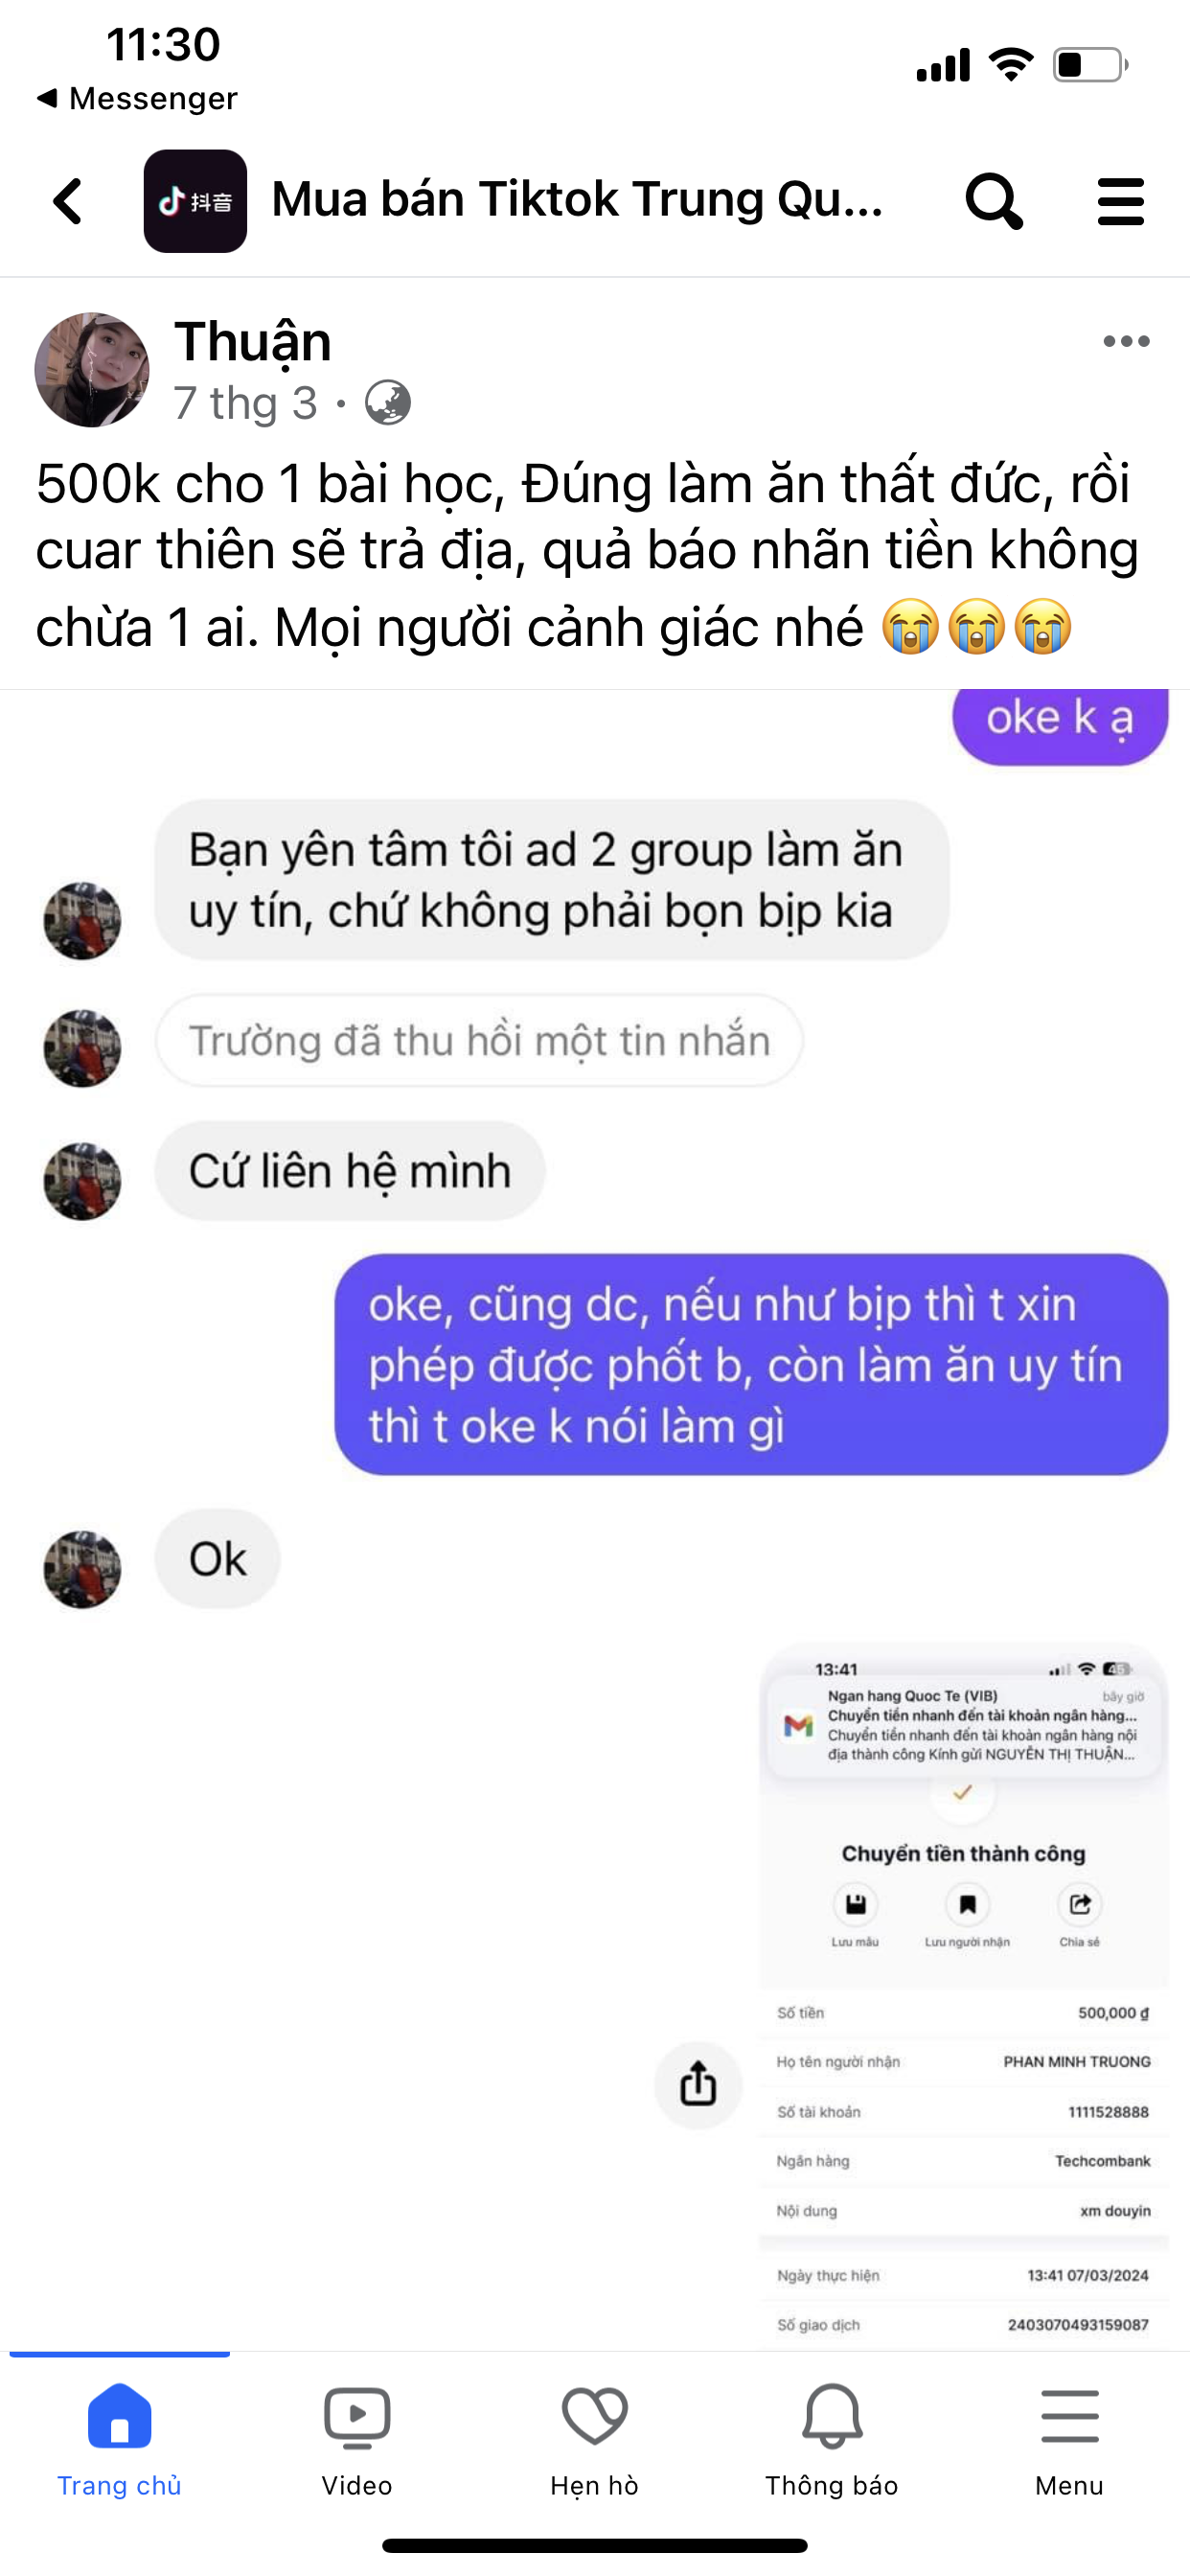 11:30
Messenger
抖音
Mua bán Tiktok Trung Qu...
Thuận
7 thg 3 ·
500k cho 1 bài học, Đúng làm ăn thất đức, rồi
cuar thiên sẽ trả địa, quả báo nhãn tiền không
chừa 1 ai. Mọi người cảnh giác nhé 😭😭😭
oke k ạ
Bạn yên tâm tôi ad 2 group làm ăn
uy tín, chứ không phải bọn bịp kia
Trường đã thu hồi một tin nhắn
Cứ liên hệ mình
oke, cũng dc, nếu như bịp thì t xin
phép được phốt b, còn làm ăn uy tín
thì t oke k nói làm gì
Ok
13:41
45
Ngan hang Quoc Te (VIB)
bây giờ
Chuyển tiền nhanh đến tài khoản ngân hàng...
Chuyển tiền nhanh đến tài khoản ngân hàng nội
địa thành công Kính gửi NGUYỄN THỊ THUẬN...
Chuyển tiền thành công
Lưu mẫu
Lưu người nhận
Chia sẻ
Số tiền 500,000 ₫
Họ tên người nhận PHAN MINH TRUONG
Số tài khoản 1111528888
Ngân hàng Techcombank
Nội dung xm douyin
Ngày thực hiện 13:41 07/03/2024
Số giao dịch 2403070493159087
Trang chủ
Video
Hẹn hò
Thông báo
Menu